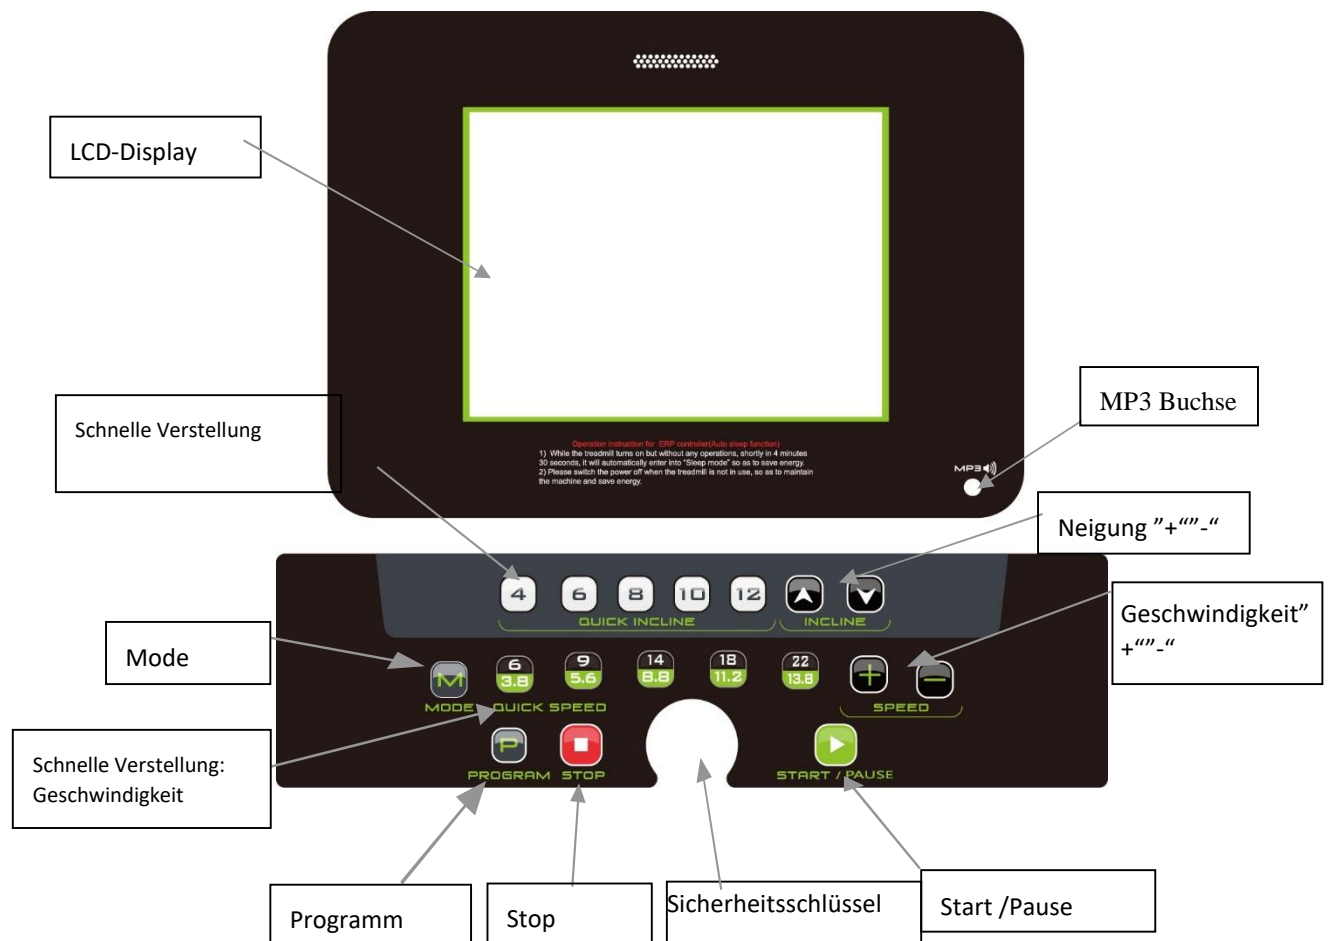 LCD-Display
Schnelle Verstellung
Operation instruction for ERP controller(Auto sleep function)
1) While the treadmill turns on but without any operations, shortly in 4 minutes
30 seconds, it will automatically enter into "Sleep mode" so as to save energy.
2) Please switch the power off when the treadmill is not in use, so as to maintain
the machine and save energy.
MP3
MP3 Buchse
Neigung ”+“”-“
4 6 8 10 12
QUICK INCLINE INCLINE
Geschwindigkeit”
+“”-“
Mode
M
6 9 14 18 22
3.8 5.6 8.8 11.2 13.8
+ -
MODE QUICK SPEED
SPEED
Schnelle Verstellung:
Geschwindigkeit
P
PROGRAM STOP START / PAUSE
Programm
Stop
Sicherheitsschlüssel
Start /Pause